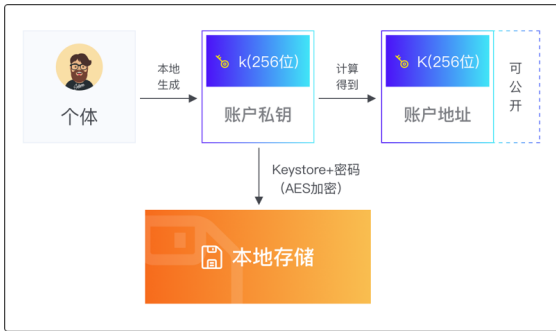 个体
本地
生成
k(256位)
账户私钥
计算
得到
K(256位)
账户地址
可
公
开
Keystore+密码
（AES加密）
本地存储